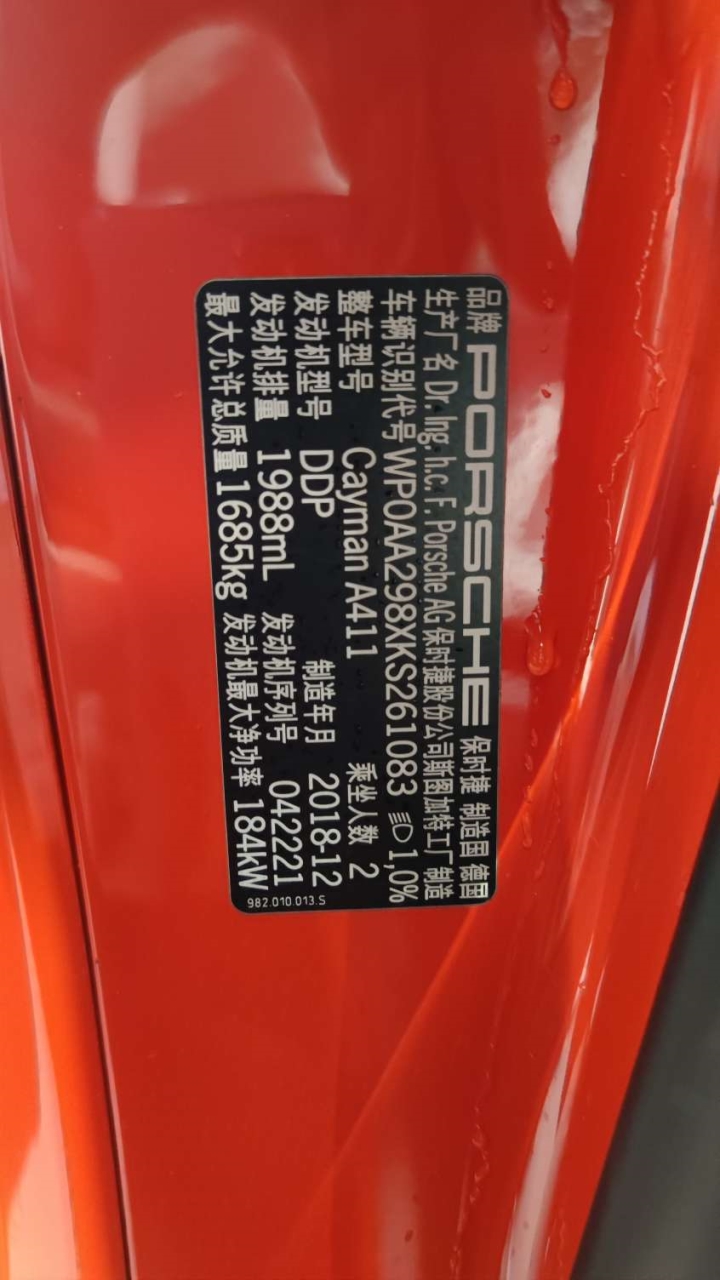 品牌 PORSCHE 保时捷 制造国 德国
生产厂名 Dr. Ing. h.c. F. Porsche AG 保时捷股份公司斯图加特工厂 制造
车辆识别代号 WP0AA298XKS261083 1,0%
整车型号 Cayman A411 乘坐人数 2
发动机型号 DDP 制造年月 2018-12
发动机排量 1988mL 发动机序列号 042221
最大允许总质量 1685kg 发动机最大净功率 184kW
982.010.013.S